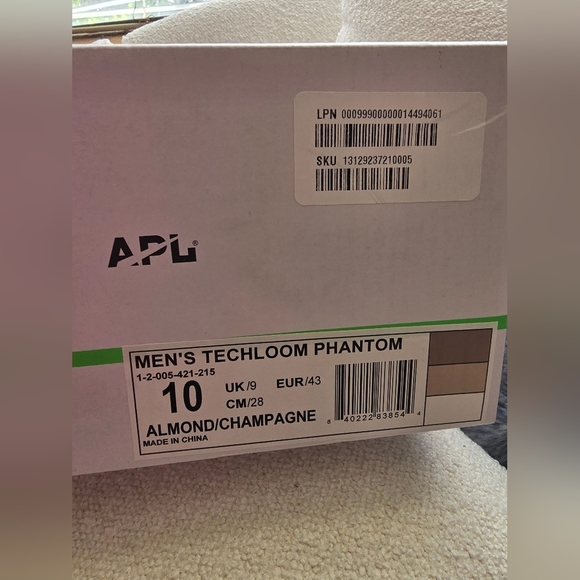 LPN 00099900000014494061
SKU 13129237210005
APL®
MEN'S TECHLOOM PHANTOM
1-2-005-421-215
10 UK/9 EUR/43
CM/28
ALMOND/CHAMPAGNE
MADE IN CHINA
8 40222 83854 4